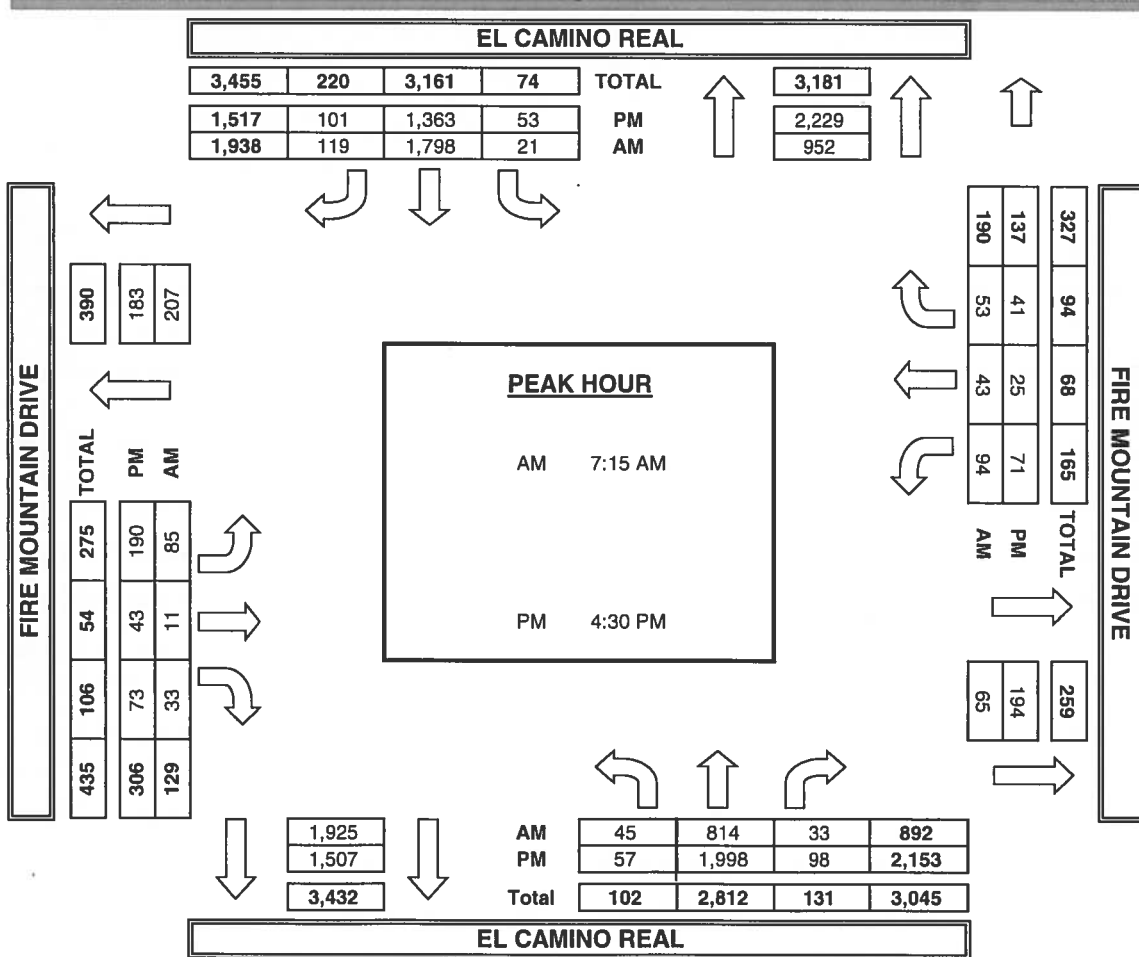 EL CAMINO REAL
3,455 220 3,161 74 TOTAL 3,181
1,517 101 1,363 53 PM 2,229
1,938 119 1,798 21 AM 952
FIRE MOUNTAIN DRIVE
390 183 207
TOTAL PM AM
275 190 85
54 43 11
106 73 33
435 306 129
PEAK HOUR
AM 7:15 AM
PM 4:30 PM
190 137 327
53 41 94
43 25 68
94 71 165
AM PM TOTAL
65 194 259
FIRE MOUNTAIN DRIVE
1,925 AM 45 814 33 892
1,507 PM 57 1,998 98 2,153
3,432 Total 102 2,812 131 3,045
EL CAMINO REAL